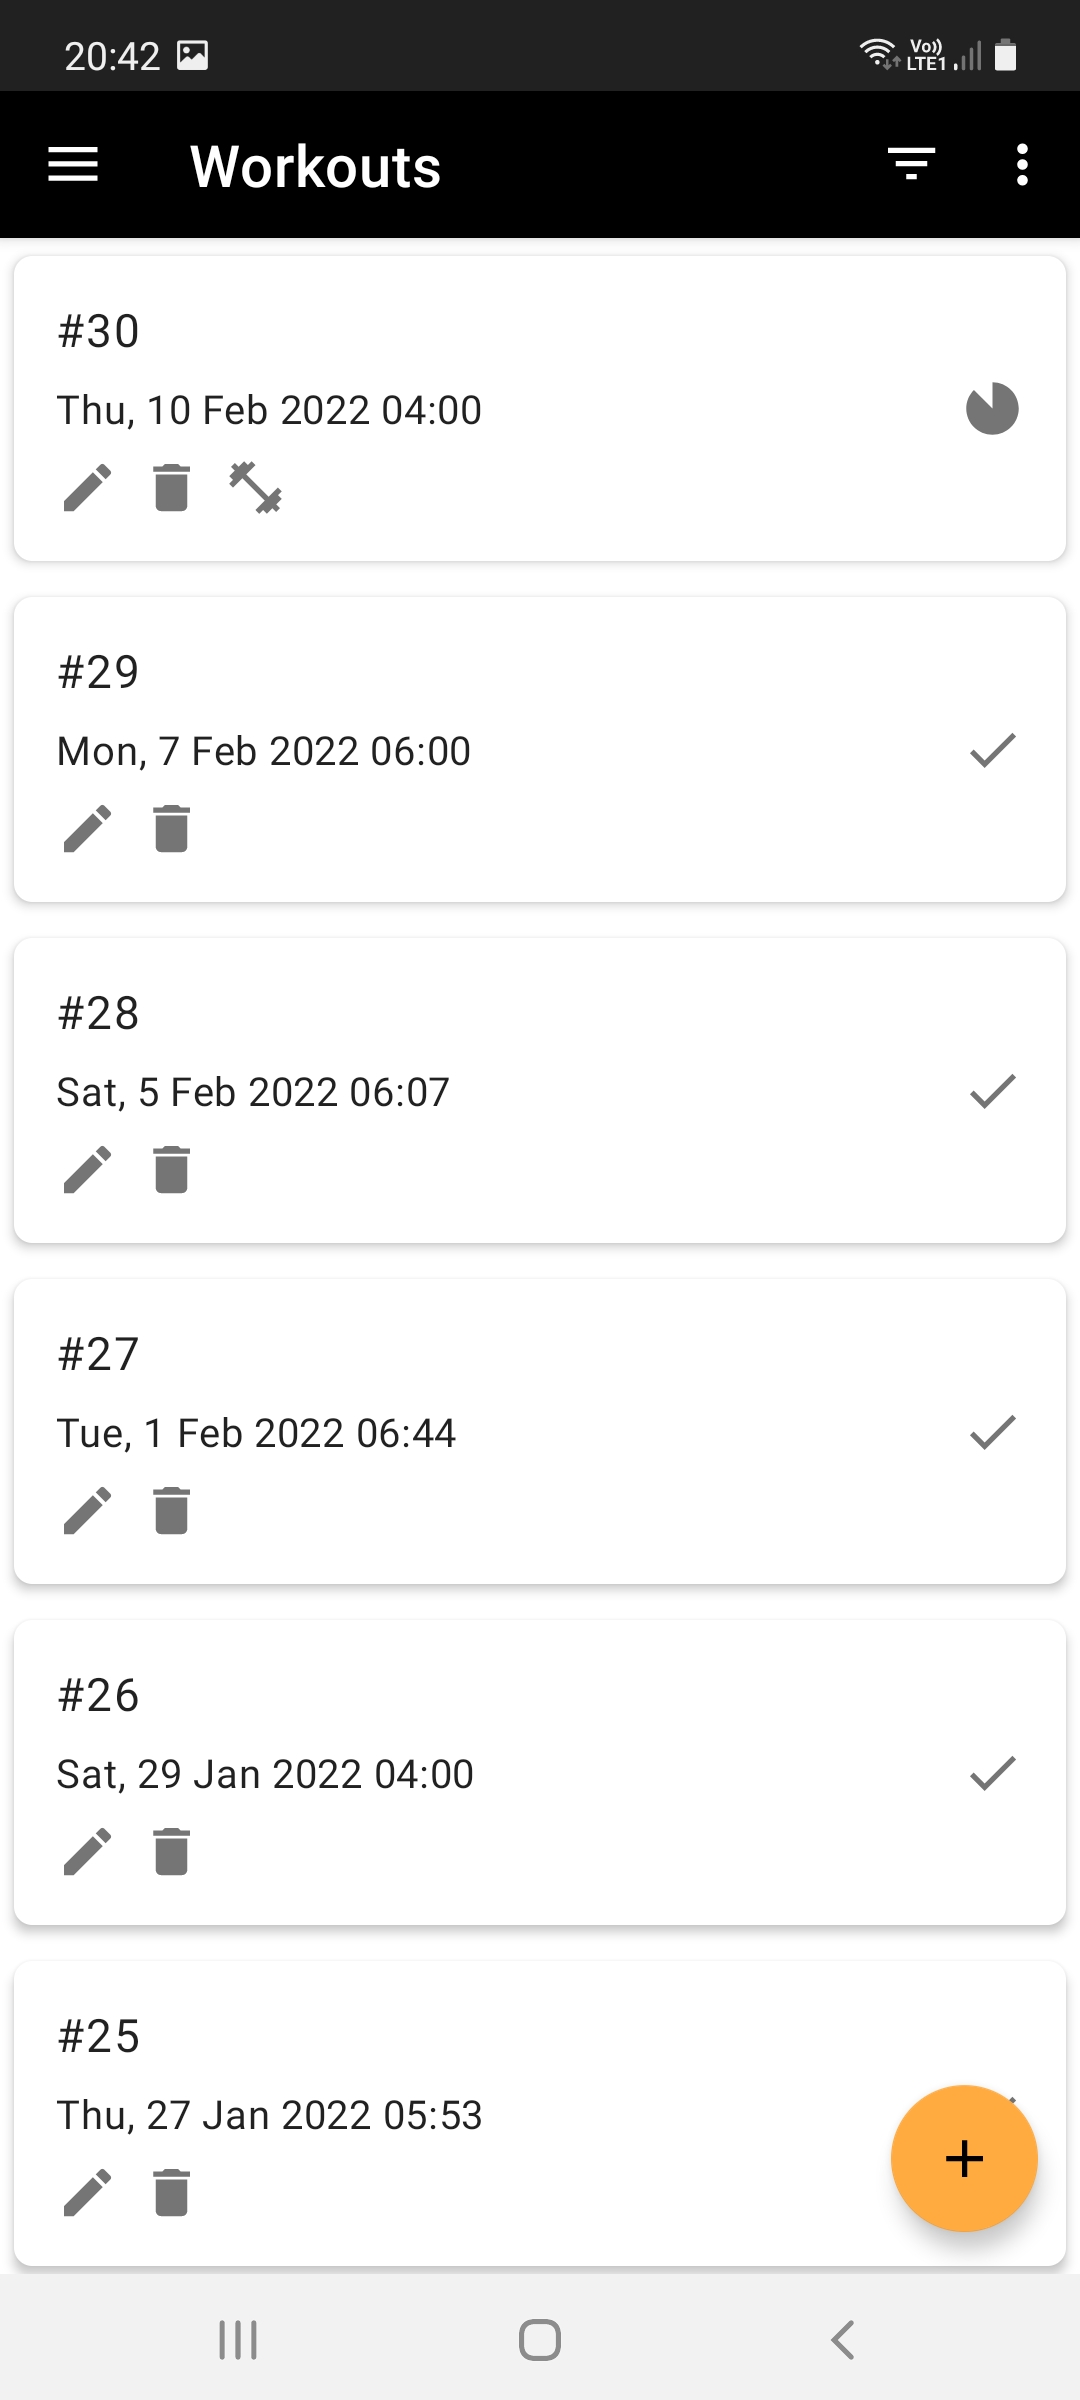 20:42
Vo))
LTE1
Workouts
#30
Thu, 10 Feb 2022 04:00
#29
Mon, 7 Feb 2022 06:00
#28
Sat, 5 Feb 2022 06:07
#27
Tue, 1 Feb 2022 06:44
#26
Sat, 29 Jan 2022 04:00
#25
Thu, 27 Jan 2022 05:53